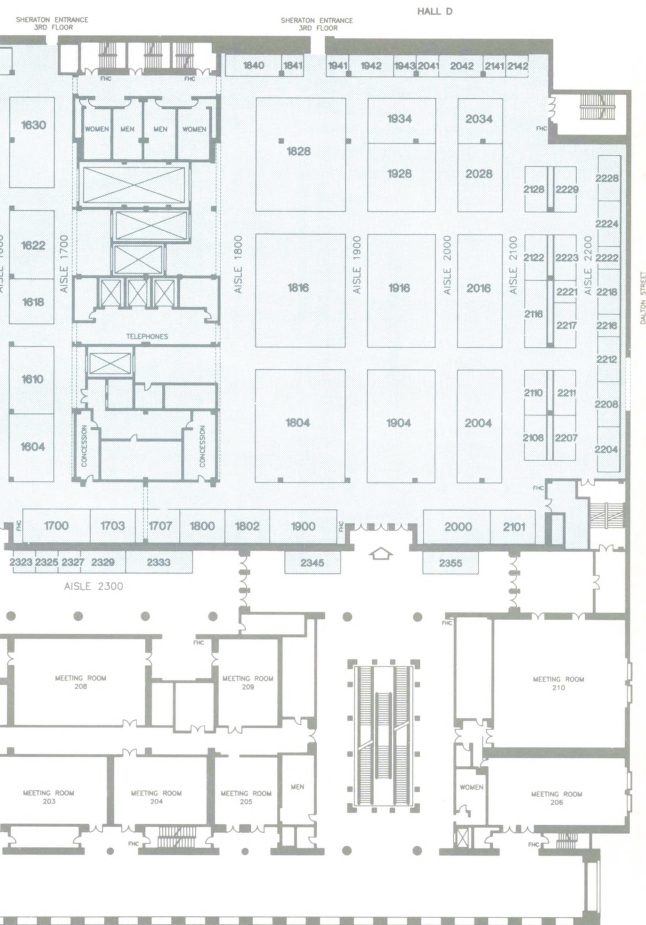 HALL D
SHERATON ENTRANCE
3RD FLOOR
SHERATON ENTRANCE
3RD FLOOR
1640 1841 1941 1942 1943 2041 2042 2141 2142
FHC FHC
1630
WOMEN MEN MEN WOMEN
1828
1934
1928
2034
2028
FHC
2128 2229
2228
2224
AISLE 1700
AISLE 1800
AISLE 1900
AISLE 2000
AISLE 2100
AISLE 2200
DALTON STREET
1622
1618
1816
1916
2016
2122 2223
2221
2116 2217
2222
2218
2216
2212
TELEPHONES
1610
1604
CONCESSION
CONCESSION
1804
1904
2004
2110 2211
2106 2207
2208
2204
FHC
FHC 1700 1703 1707 1800 1802 1900 FHC 2000 2101
2323 2325 2327 2329 2333 2345 2355
AISLE 2300
FHC
FHC
MEETING ROOM
208
MEETING ROOM
209
MEETING ROOM
210
MEETING ROOM
203
MEETING ROOM
204
MEETING ROOM
205
MEN
WOMEN
MEETING ROOM
206
FHC
FHC